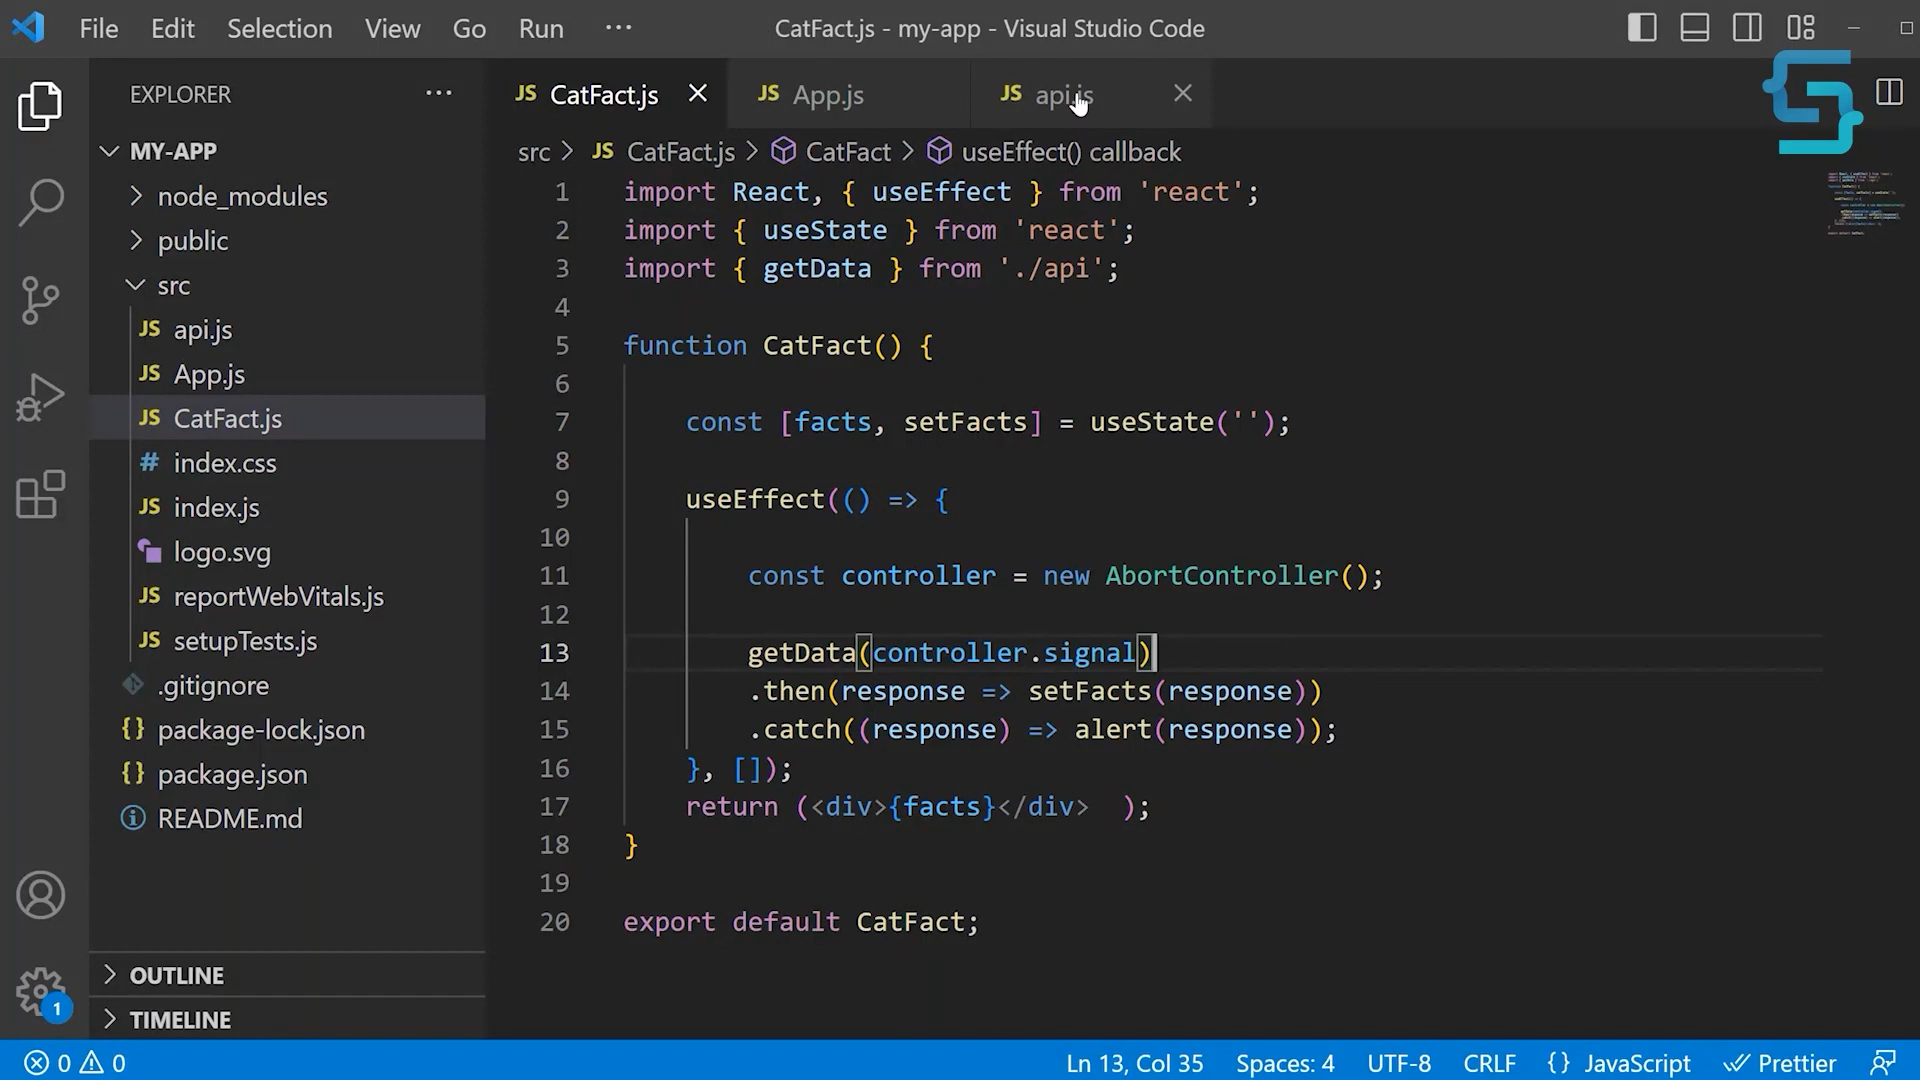 File Edit Selection View Go Run ··· CatFact.js - my-app - Visual Studio Code
EXPLORER ···
MY-APP
node_modules
public
src
JS api.js
JS App.js
JS CatFact.js
# index.css
JS index.js
logo.svg
JS reportWebVitals.js
JS setupTests.js
.gitignore
{} package-lock.json
{} package.json
README.md
OUTLINE
TIMELINE
1
JS CatFact.js JS App.js JS api.js
src > JS CatFact.js > CatFact > useEffect() callback
1 import React, { useEffect } from 'react';
2 import { useState } from 'react';
3 import { getData } from './api';
4
5 function CatFact() {
6
7 const [facts, setFacts] = useState('');
8
9 useEffect(() => {
10
11 const controller = new AbortController();
12
13 getData(controller.signal)
14 .then(response => setFacts(response))
15 .catch((response) => alert(response));
16 }, []);
17 return (<div>{facts}</div>  );
18 }
19
20 export default CatFact;
0 0 Ln 13, Col 35 Spaces: 4 UTF-8 CRLF {} JavaScript Prettier